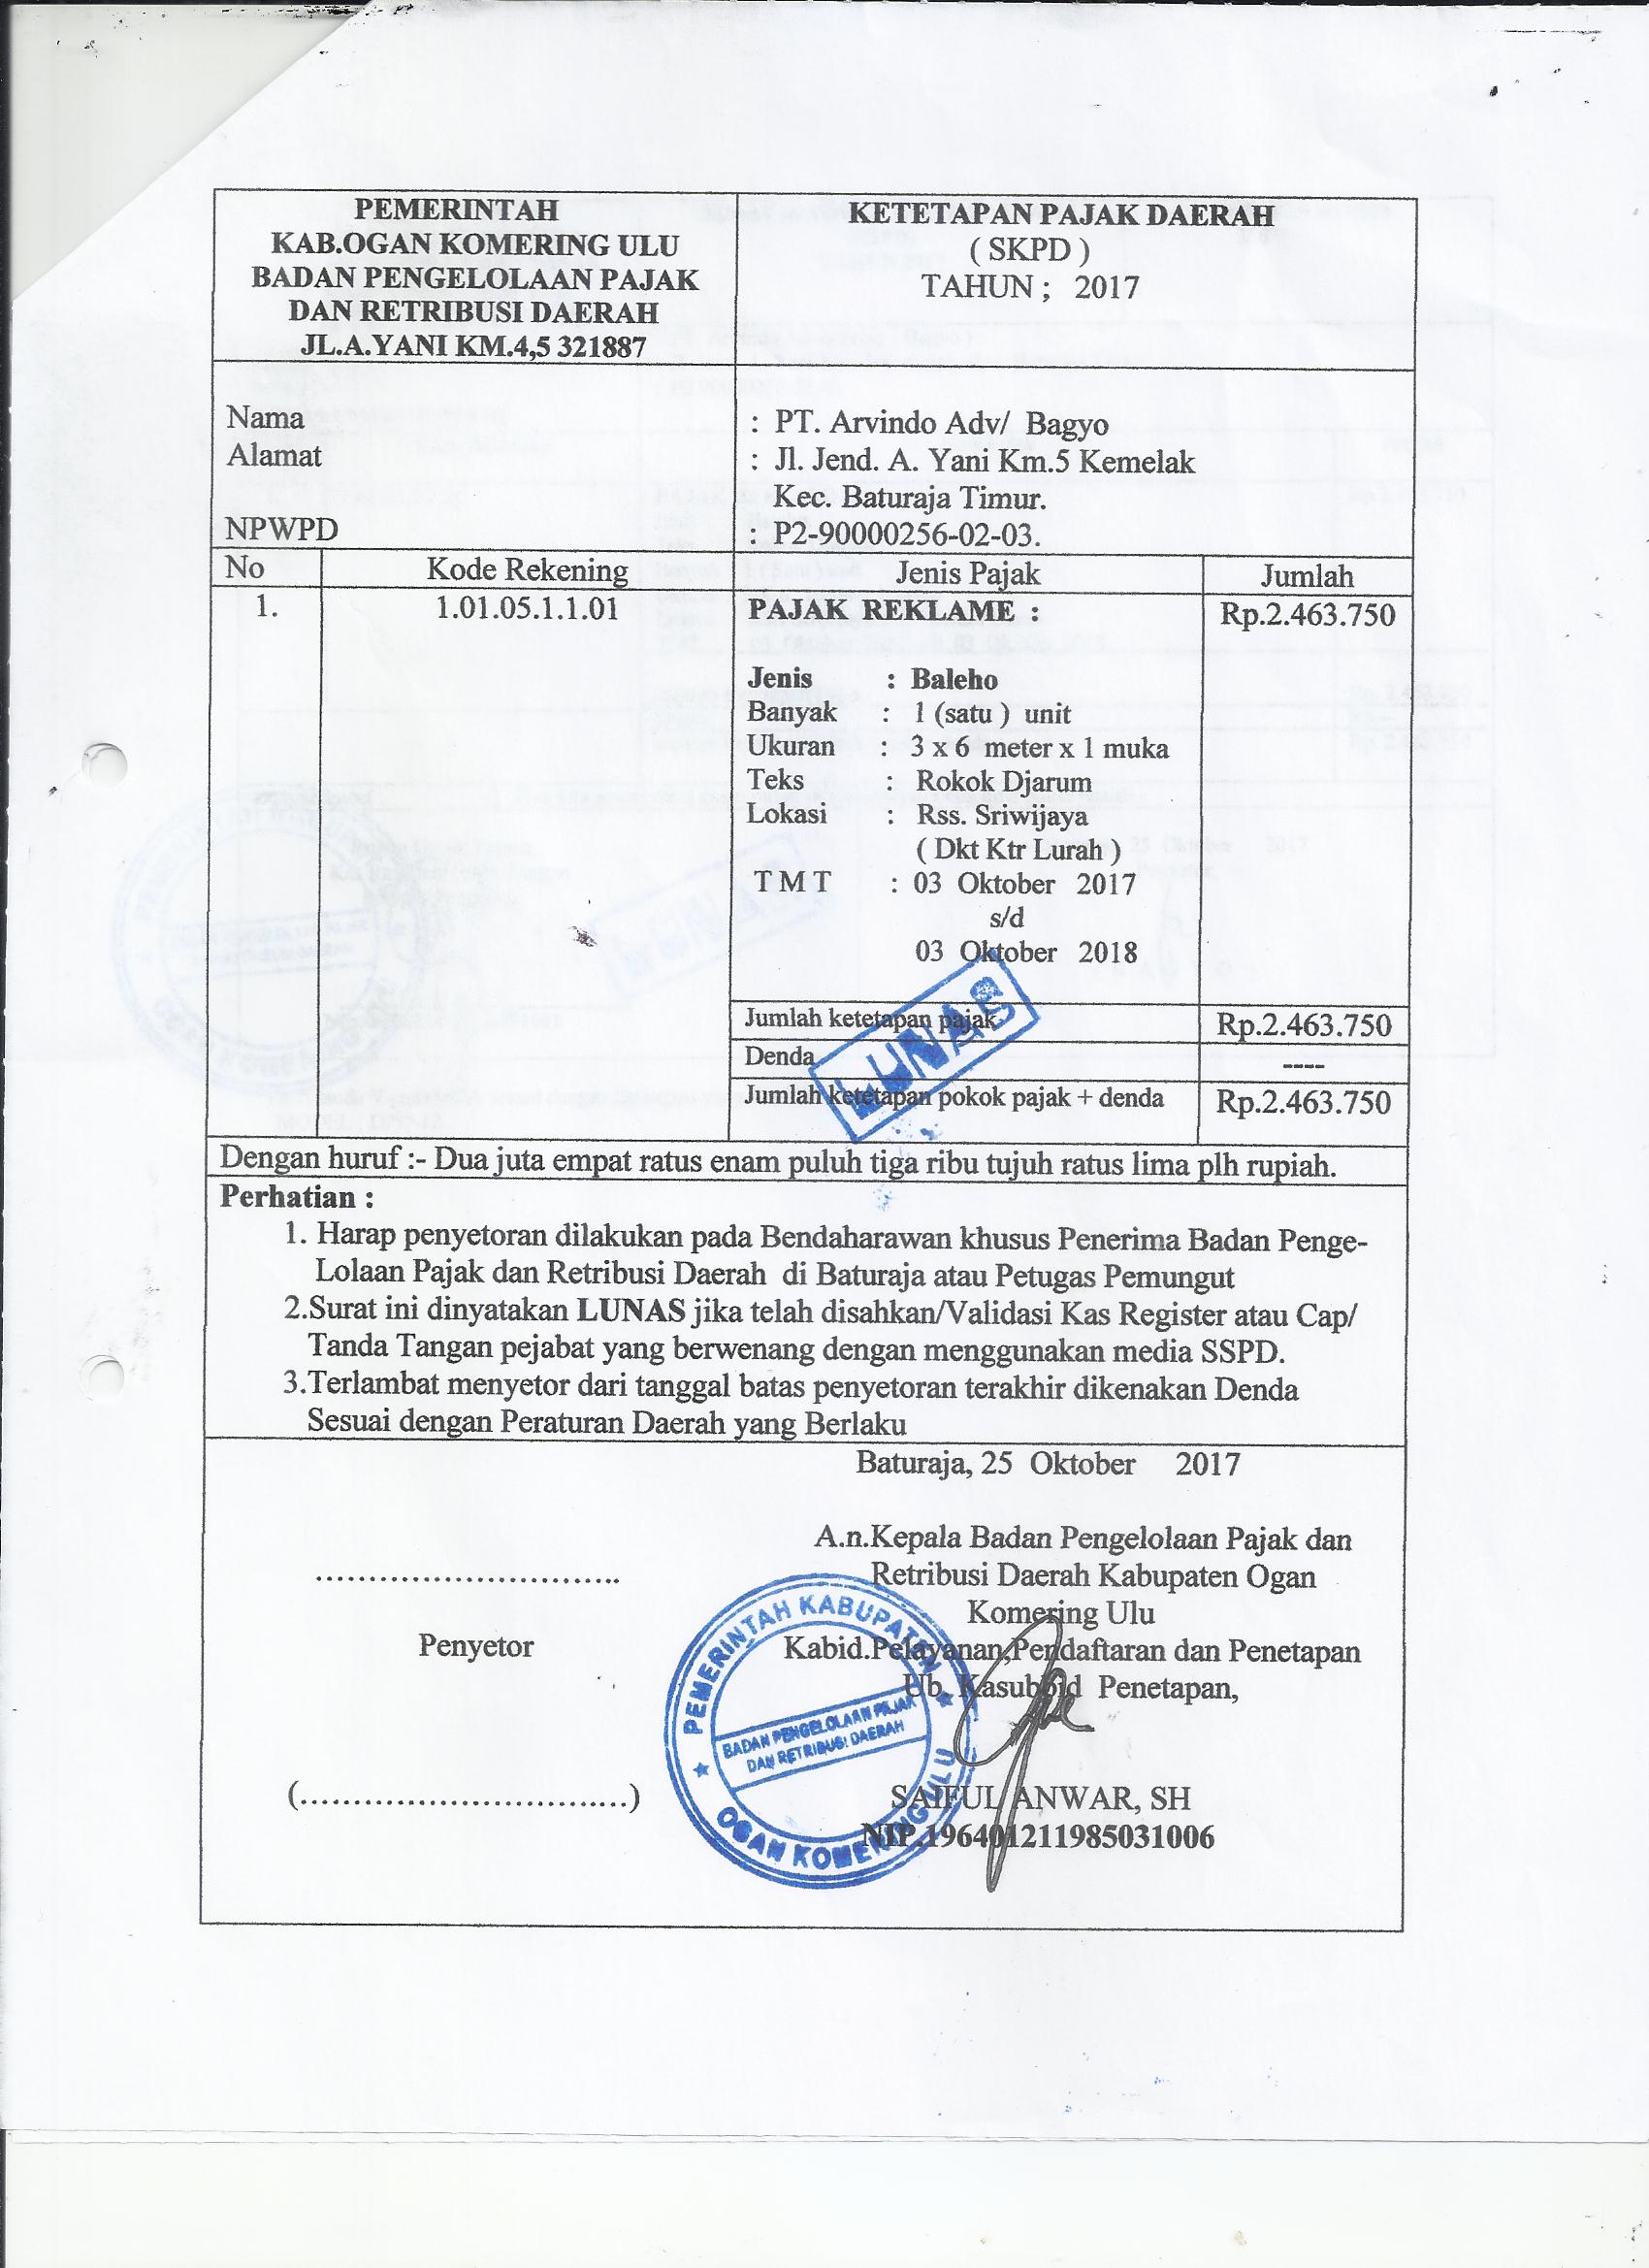 PEMERINTAH
KAB.OGAN KOMERING ULU
BADAN PENGELOLAAN PAJAK
DAN RETRIBUSI DAERAH
JL.A.YANI KM.4,5 321887
KETETAPAN PAJAK DAERAH
( SKPD )
TAHUN ; 2017
Nama : PT. Arvindo Adv/ Bagyo
Alamat : Jl. Jend. A. Yani Km.5 Kemelak
Kec. Baturaja Timur.
NPWPD : P2-90000256-02-03.
No Kode Rekening Jenis Pajak Jumlah
1. 1.01.05.1.1.01 PAJAK REKLAME : Rp.2.463.750
Jenis : Baleho
Banyak : 1 (satu ) unit
Ukuran : 3 x 6 meter x 1 muka
Teks : Rokok Djarum
Lokasi : Rss. Sriwijaya
( Dkt Ktr Lurah )
T M T : 03 Oktober 2017
s/d
03 Oktober 2018
LUNAS
Jumlah ketetapan pajak Rp.2.463.750
Denda ----
Jumlah ketetapan pokok pajak + denda Rp.2.463.750
Dengan huruf :- Dua juta empat ratus enam puluh tiga ribu tujuh ratus lima plh rupiah.
Perhatian :
1. Harap penyetoran dilakukan pada Bendaharawan khusus Penerima Badan Penge-
Lolaan Pajak dan Retribusi Daerah di Baturaja atau Petugas Pemungut
2.Surat ini dinyatakan LUNAS jika telah disahkan/Validasi Kas Register atau Cap/
Tanda Tangan pejabat yang berwenang dengan menggunakan media SSPD.
3.Terlambat menyetor dari tanggal batas penyetoran terakhir dikenakan Denda
Sesuai dengan Peraturan Daerah yang Berlaku
Baturaja, 25 Oktober 2017
A.n.Kepala Badan Pengelolaan Pajak dan
.............................. Retribusi Daerah Kabupaten Ogan
Komering Ulu
Penyetor Kabid.Pelayanan,Pendaftaran dan Penetapan
Ub. Kasubbid Penetapan,
PEMERINTAH KABUPATEN
BADAN PENGELOLAAN PAJAK
DAN RETRIBUSI DAERAH
OGAN KOMERING ULU
(................................) SAIFUL ANWAR, SH
NIP.196401211985031006